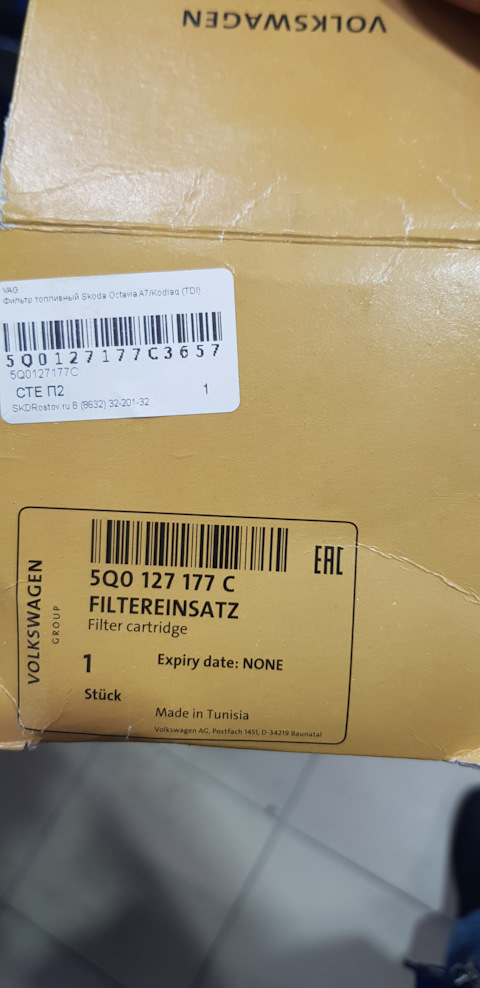 VOLKSWAGEN
VAG
Фильтр топливный Skoda Octavia A7/Kodiaq (TDI)
5Q0127177C3657
5Q0127177C
СТЕ П2 1
SKDRostov.ru 8 (8632) 32-201-32
EAC
5Q0 127 177 C
FILTEREINSATZ
Filter cartridge
VOLKSWAGEN
GROUP
1 Expiry date: NONE
Stück
Made in Tunisia
Volkswagen AG, Postfach 1451, D-34219 Baunatal